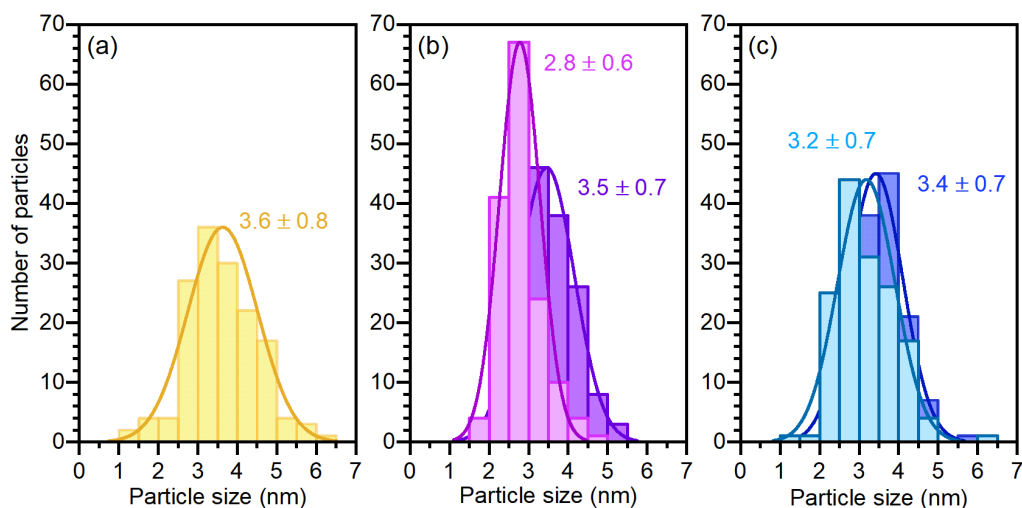 (a)
3.6 ± 0.8
Number of particles
70
60
50
40
30
20
10
0
0 1 2 3 4 5 6 7
Particle size (nm)
(b)
2.8 ± 0.6
3.5 ± 0.7
70
60
50
40
30
20
10
0
0 1 2 3 4 5 6 7
Particle size (nm)
(c)
3.2 ± 0.7
3.4 ± 0.7
70
60
50
40
30
20
10
0
0 1 2 3 4 5 6 7
Particle size (nm)